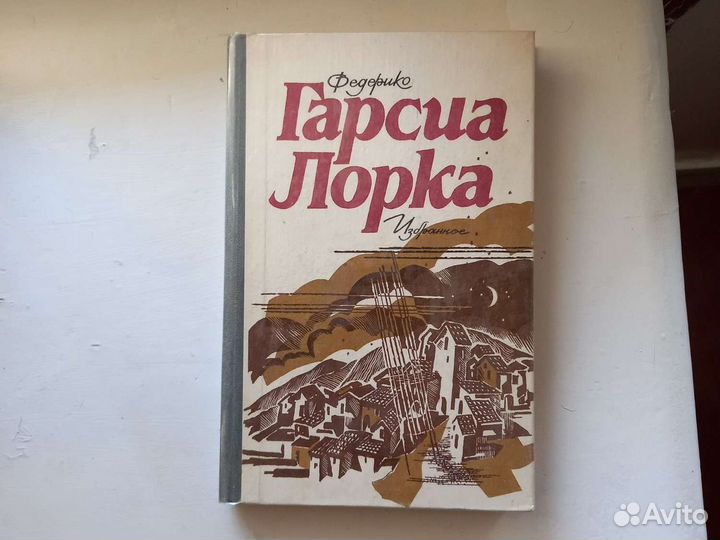 Федерико
Гарсиа
Лорка
Избранное
Avito